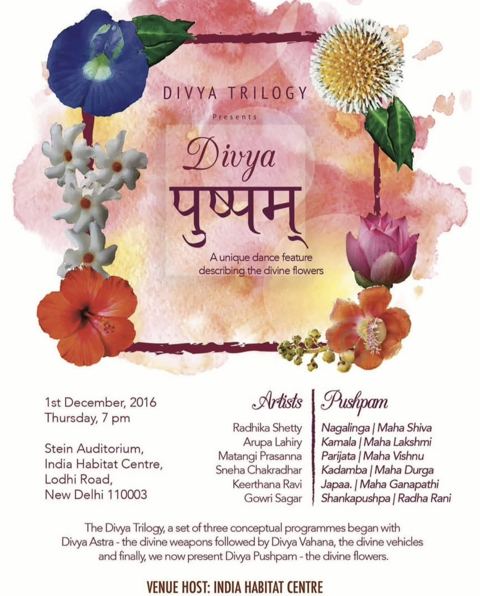 DIVYA TRILOGY
Presents
Divya
पुष्पम्
A unique dance feature
describing the divine flowers
1st December, 2016
Thursday, 7 pm
Stein Auditorium,
India Habitat Centre,
Lodhi Road,
New Delhi 110003
Artists | Pushpam
Radhika Shetty | Nagalinga | Maha Shiva
Arupa Lahiry | Kamala | Maha Lakshmi
Matangi Prasanna | Parijata | Maha Vishnu
Sneha Chakradhar | Kadamba | Maha Durga
Keerthana Ravi | Japaa. | Maha Ganapathi
Gowri Sagar | Shankapushpa | Radha Rani
The Divya Trilogy, a set of three conceptual programmes began with
Divya Astra - the divine weapons followed by Divya Vahana, the divine vehicles
and finally, we now present Divya Pushpam - the divine flowers.
VENUE HOST: INDIA HABITAT CENTRE